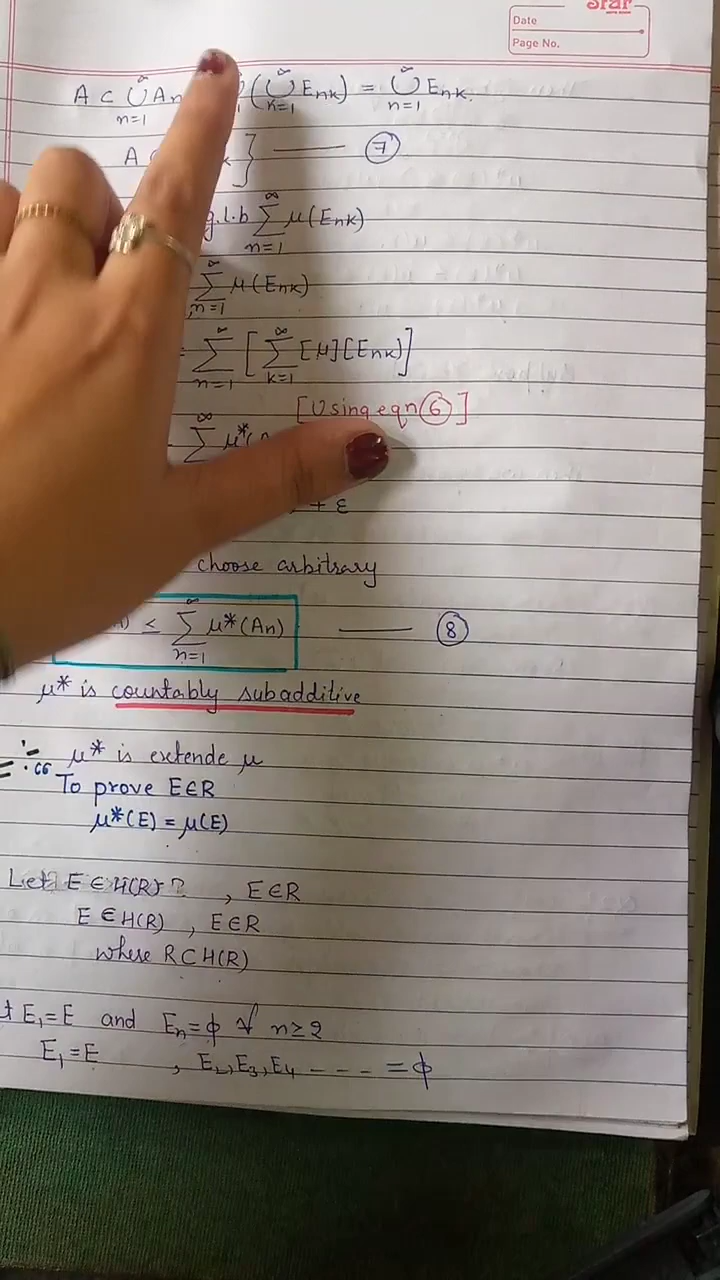 Star
Date
Page No.
A ⊂ ∞⋃n=1 An (∞⋃k=1 Enk) = ∞⋃n=1 Enk.
A } —— ⑦
g.l.b ∞∑n=1 μ(Enk)
∞∑n=1 μ(Enk)
= ∞∑n=1 [∞∑k=1 [μ][Enk)]
[Using eqn ⑥]
∞∑ μ*(
+ ε
choose arbitrary
) ≤ ∞∑n=1 μ*(An) —— ⑧
μ* is countably subadditive
μ* is extende μ
To prove E∈R
μ*(E) = μ(E)
Let E ∈ H(R) ? , E∈R
E ∈ H(R) , E∈R
where R⊂H(R)
E₁=E and En=ϕ ∀ n≥2
E₁=E , E₂,E₃,E₄ - - - = ϕ